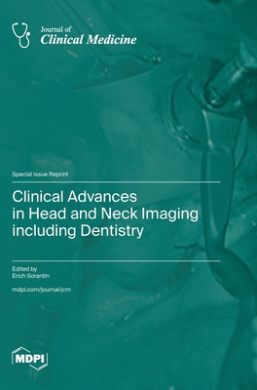 Journal of
Clinical Medicine
Special Issue Reprint
Clinical Advances
in Head and Neck Imaging
including Dentistry
Edited by
Erich Sorantin
mdpi.com/journal/jcm
MDPI